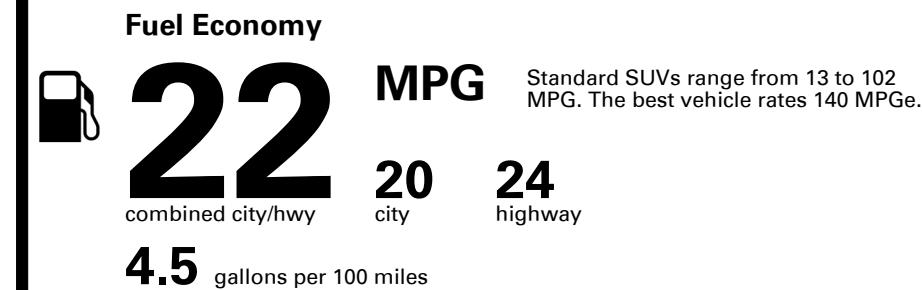 Fuel Economy
22 MPG
Standard SUVs range from 13 to 102
MPG. The best vehicle rates 140 MPGe.
20 24
combined city/hwy city highway
4.5 gallons per 100 miles